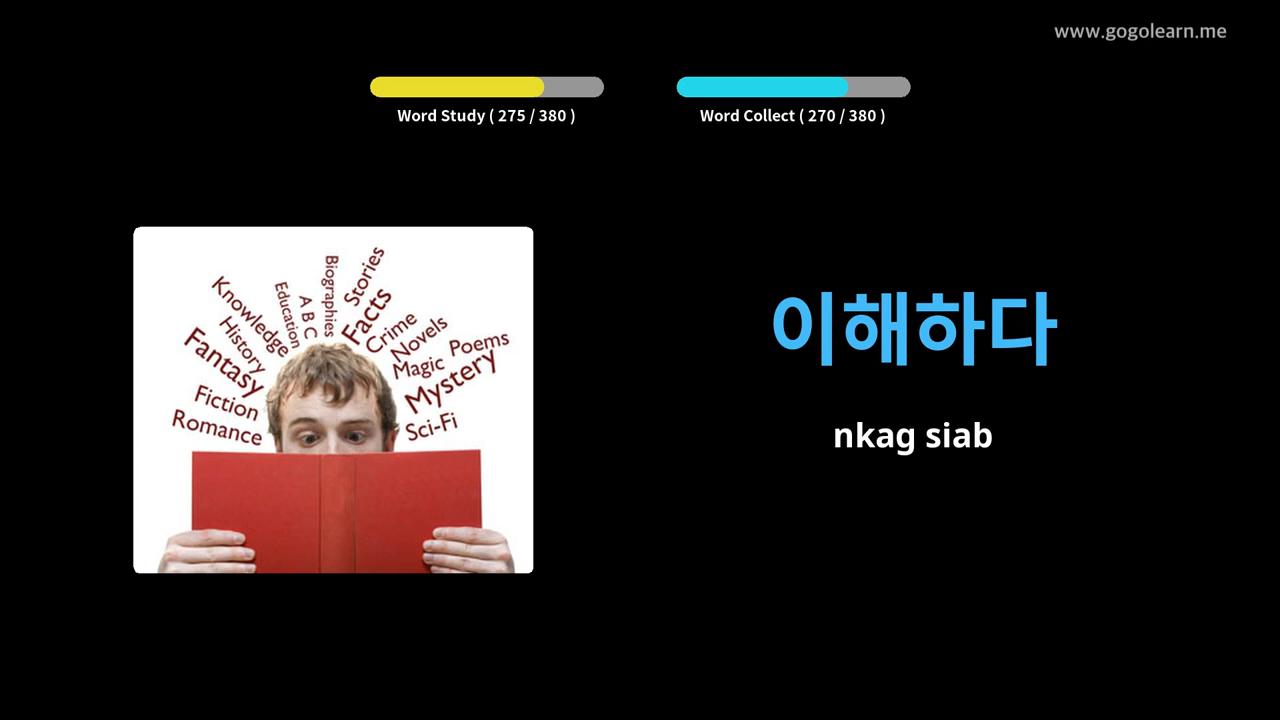 www.gogolearn.me
Word Study ( 275 / 380 )
Word Collect ( 270 / 380 )
Knowledge
History
Fantasy
Fiction
Romance
Education
A B C
Biographies
Stories
Facts
Crime
Novels
Magic
Poems
Mystery
Sci-Fi
이해하다
nkag siab